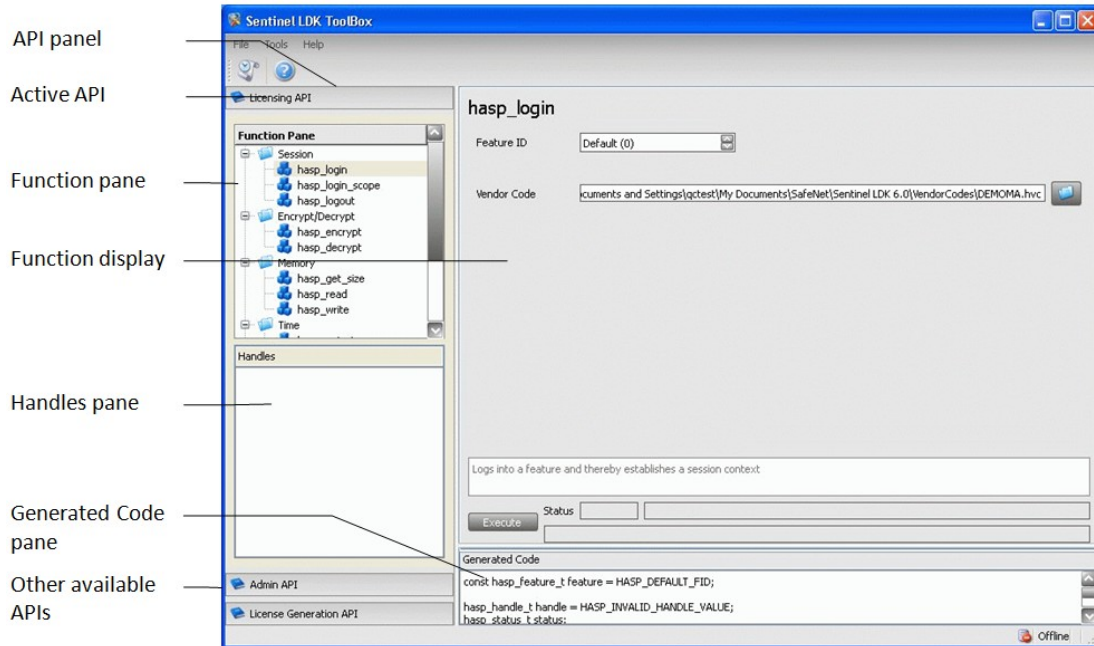 API panel
Active API
Function pane
Function display
Handles pane
Generated Code
pane
Other available
APIs
Sentinel LDK ToolBox
File Tools Help
Licensing API
Function Pane
Session
hasp_login
hasp_login_scope
hasp_logout
Encrypt/Decrypt
hasp_encrypt
hasp_decrypt
Memory
hasp_get_size
hasp_read
hasp_write
Time
Handles
Admin API
License Generation API
hasp_login
Feature ID
Default (0)
Vendor Code
cuments and Settings\qctest\My Documents\SafeNet\Sentinel LDK 6.0\VendorCodes\DEMOMA.hvc
Logs into a feature and thereby establishes a session context
Execute
Status
Generated Code
const hasp_feature_t feature = HASP_DEFAULT_FID;
hasp_handle_t handle = HASP_INVALID_HANDLE_VALUE;
hasp_status_t status;
Offline